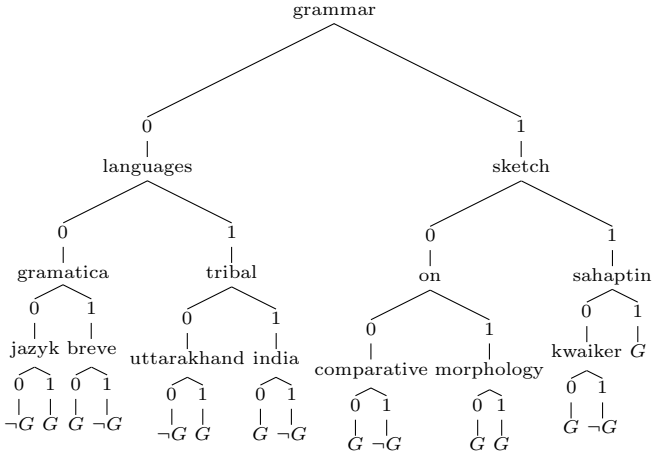 grammar
0 1
languages sketch
0 1 0 1
gramatica tribal on sahaptin
0 1 0 1 0 1 0 1
jazyk breve uttarakhand india comparative morphology kwaiker G
0 1 0 1 0 1 0 1 0 1 0 1 0 1
¬G G G ¬G ¬G G G ¬G G ¬G G G G ¬G